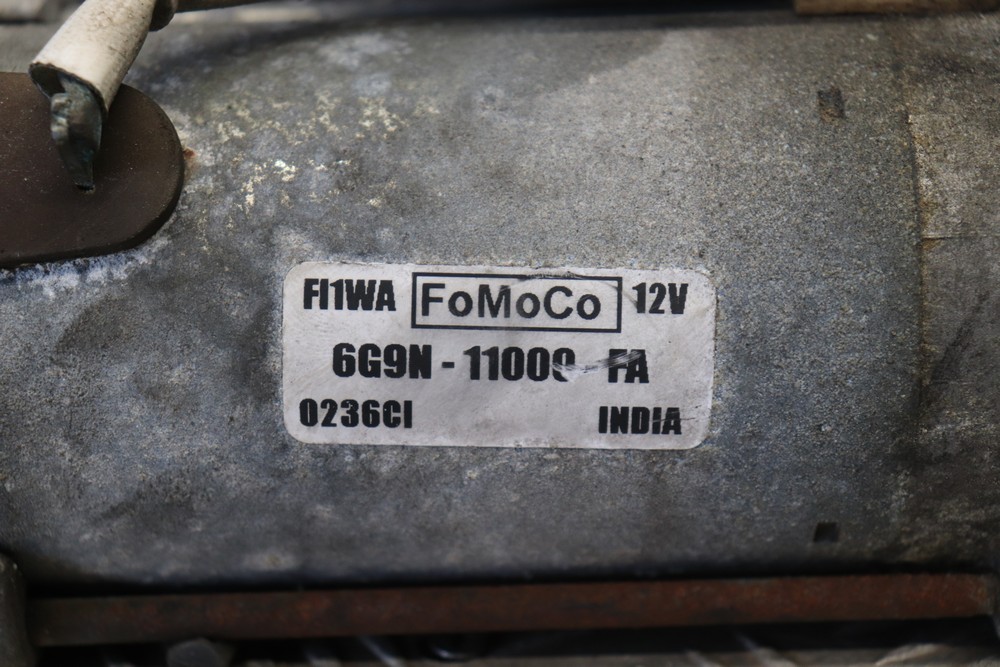 FI1WA FoMoCo 12V
6G9N - 11000 - FA
0236CI INDIA